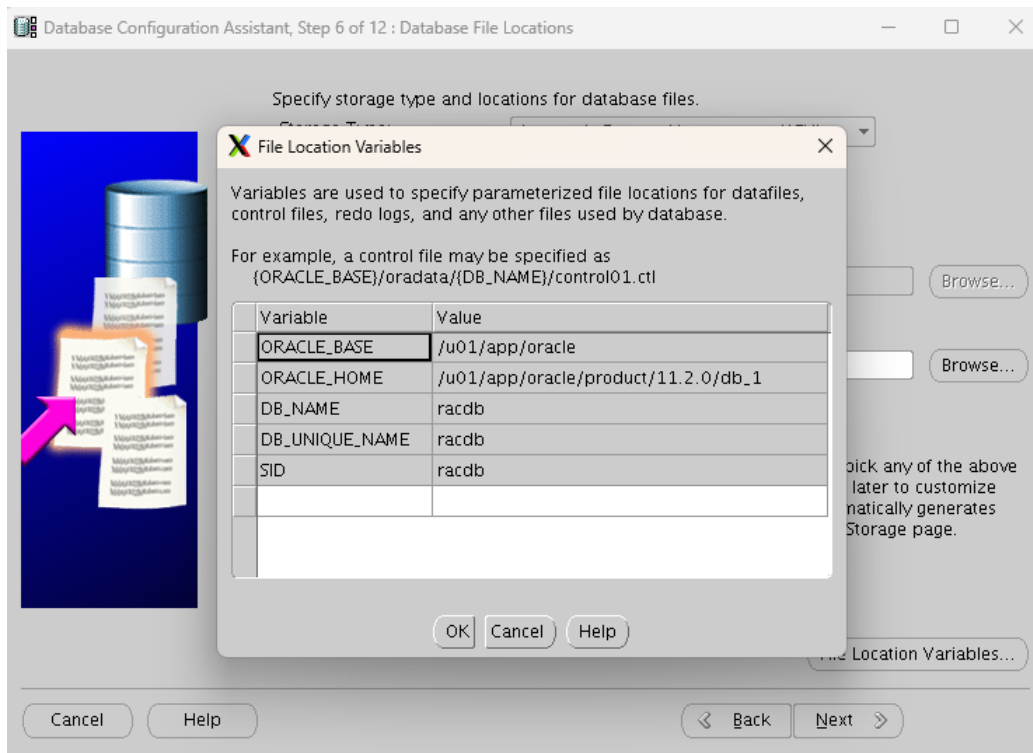 Database Configuration Assistant, Step 6 of 12 : Database File Locations
Specify storage type and locations for database files.
File Location Variables
Variables are used to specify parameterized file locations for datafiles,
control files, redo logs, and any other files used by database.
For example, a control file may be specified as
{ORACLE_BASE}/oradata/{DB_NAME}/control01.ctl
Variable Value
ORACLE_BASE /u01/app/oracle
ORACLE_HOME /u01/app/oracle/product/11.2.0/db_1
DB_NAME racdb
DB_UNIQUE_NAME racdb
SID racdb
OK Cancel Help
Browse...
Browse...
pick any of the above
later to customize
matically generates
Storage page.
File Location Variables...
Cancel Help Back Next